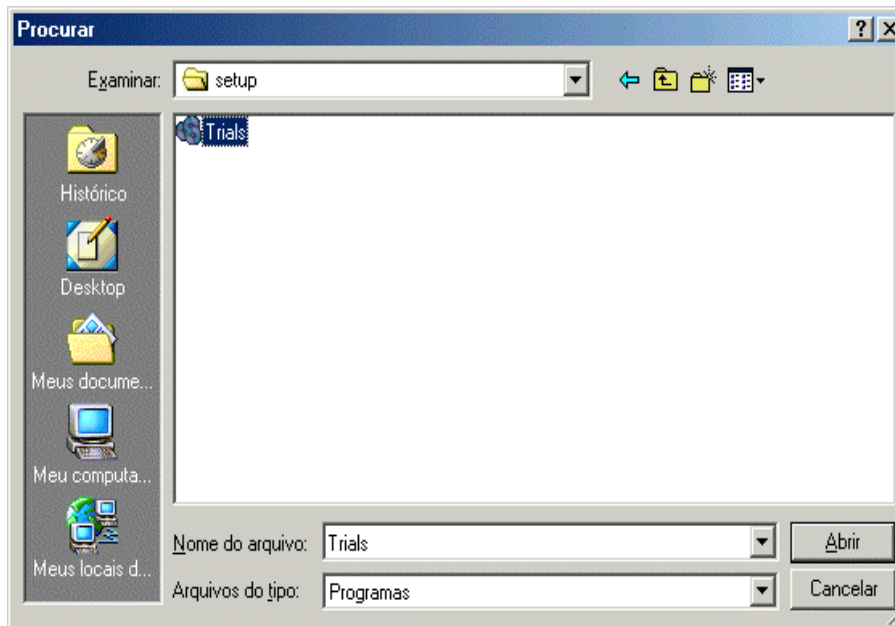 Procurar
Examinar: setup
Trials
Histórico
Desktop
Meus docume...
Meu computa...
Meus locais d...
Nome do arquivo: Trials Abrir
Arquivos do tipo: Programas Cancelar